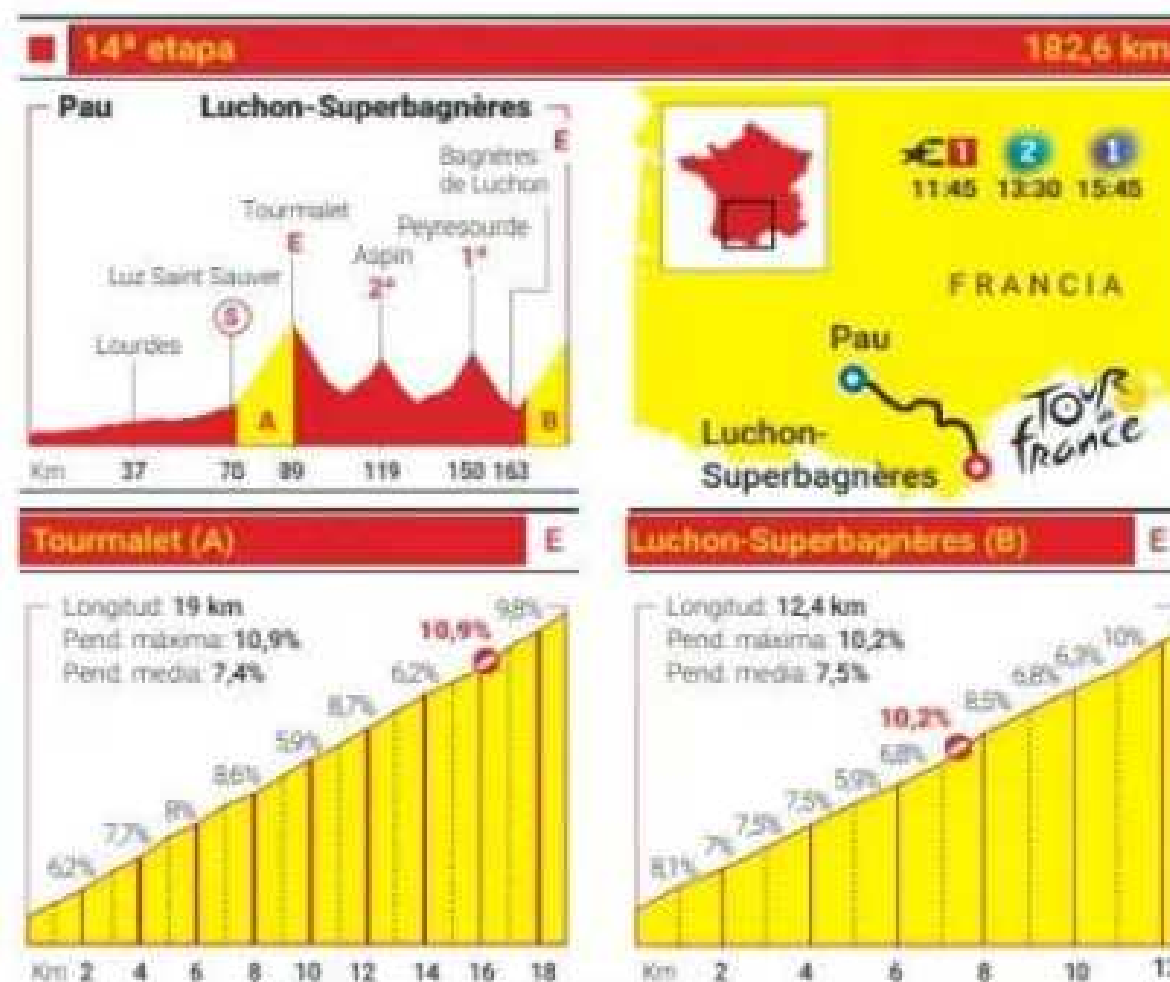 14ª etapa 182,6 km
Pau Luchon-Superbagnères
E
Bagnères
de Luchon
Tourmalet
E
Peyresourde
1ª
Aspin
2ª
Luz Saint Sauver
S
Lourdes
A B
Km 37 70 89 119 150 163
1 2 1
11:45 13:30 15:45
FRANCIA
Pau
Luchon-
Superbagnères
TOUR
de
france
Tourmalet (A) E
Longitud: 19 km
Pend. máxima: 10,9%
Pend. media: 7,4%
6,2% 7,7% 8% 8,6% 5,9% 8,7% 6,2% 10,9% 9,8%
Km 2 4 6 8 10 12 14 16 18
Luchon-Superbagnères (B) E
Longitud: 12,4 km
Pend. máxima: 10,2%
Pend. media: 7,5%
8,1% 7% 7,5% 7,5% 5,9% 6,8% 10,2% 8,5% 6,8% 6,3% 10%
Km 2 4 6 8 10